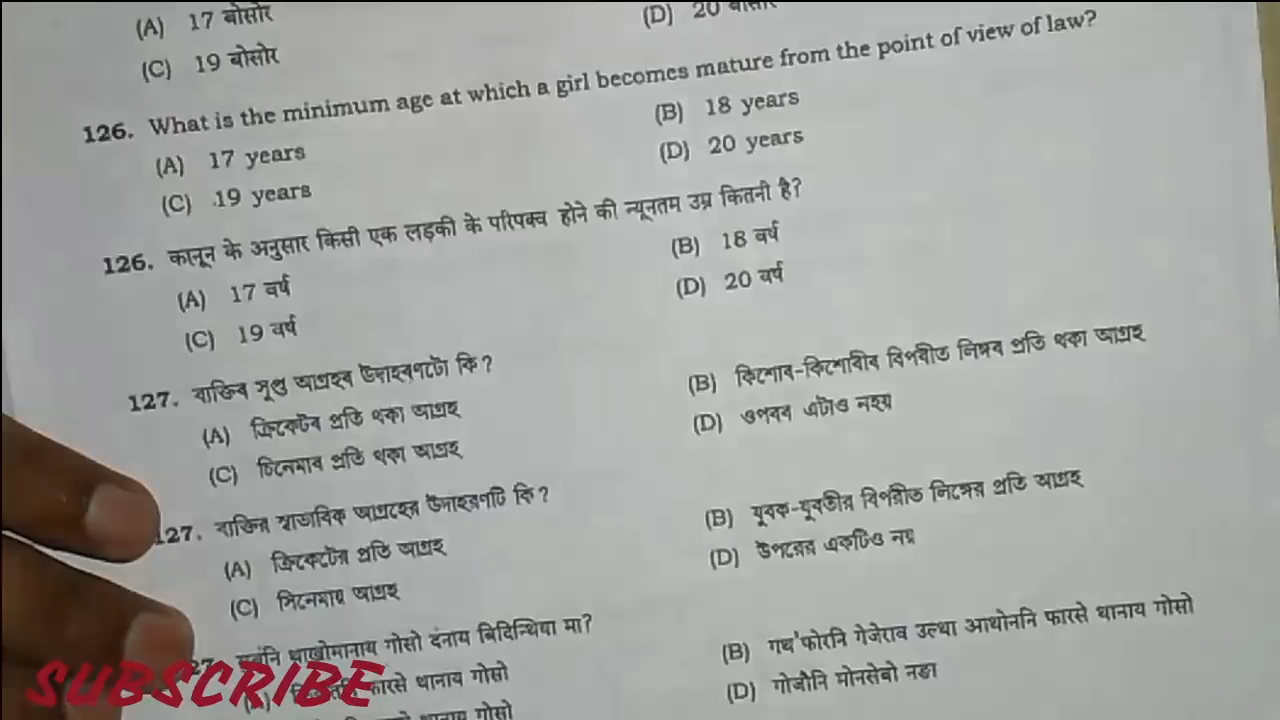 (A) 17 बोसोर
(D) 20
(C) 19 बोसोर
126. What is the minimum age at which a girl becomes mature from the point of view of law?
(A) 17 years (B) 18 years
(C) 19 years (D) 20 years
126. कानून के अनुसार किसी एक लड़की के परिपक्व होने की न्यूनतम उम्र कितनी है?
(A) 17 वर्ष (B) 18 वर्ष
(C) 19 वर्ष (D) 20 वर्ष
127. ব্যক্তিৰ সুপ্ত আগ্ৰহৰ উদাহৰণটো কি?
(A) ক্ৰিকেটৰ প্ৰতি থকা আগ্ৰহ (B) কিশোৰ-কিশোৰীৰ বিপৰীত লিঙ্গৰ প্ৰতি থকা আগ্ৰহ
(C) চিনেমাৰ প্ৰতি থকা আগ্ৰহ (D) ওপৰৰ এটাও নহয়
127. ব্যক্তির স্বাভাবিক আগ্রহের উদাহরণটি কি?
(A) ক্রিকেটের প্রতি আগ্রহ (B) যুবক-যুবতীর বিপরীত লিঙ্গের প্রতি আগ্রহ
(C) সিনেমায় আগ্রহ (D) উপরের একটিও নয়
27. थाखोमानाय गोसो दंनाय बिदिन्थिया मा?
(A) फारसे थानाय गोसो (B) गथ'फोरनि गेजेराव उल्था आथोननि फारसे थानाय गोसो
थानाय गोसो (D) गोजौनि मोनसेबो नङा
SUBSCRIBE